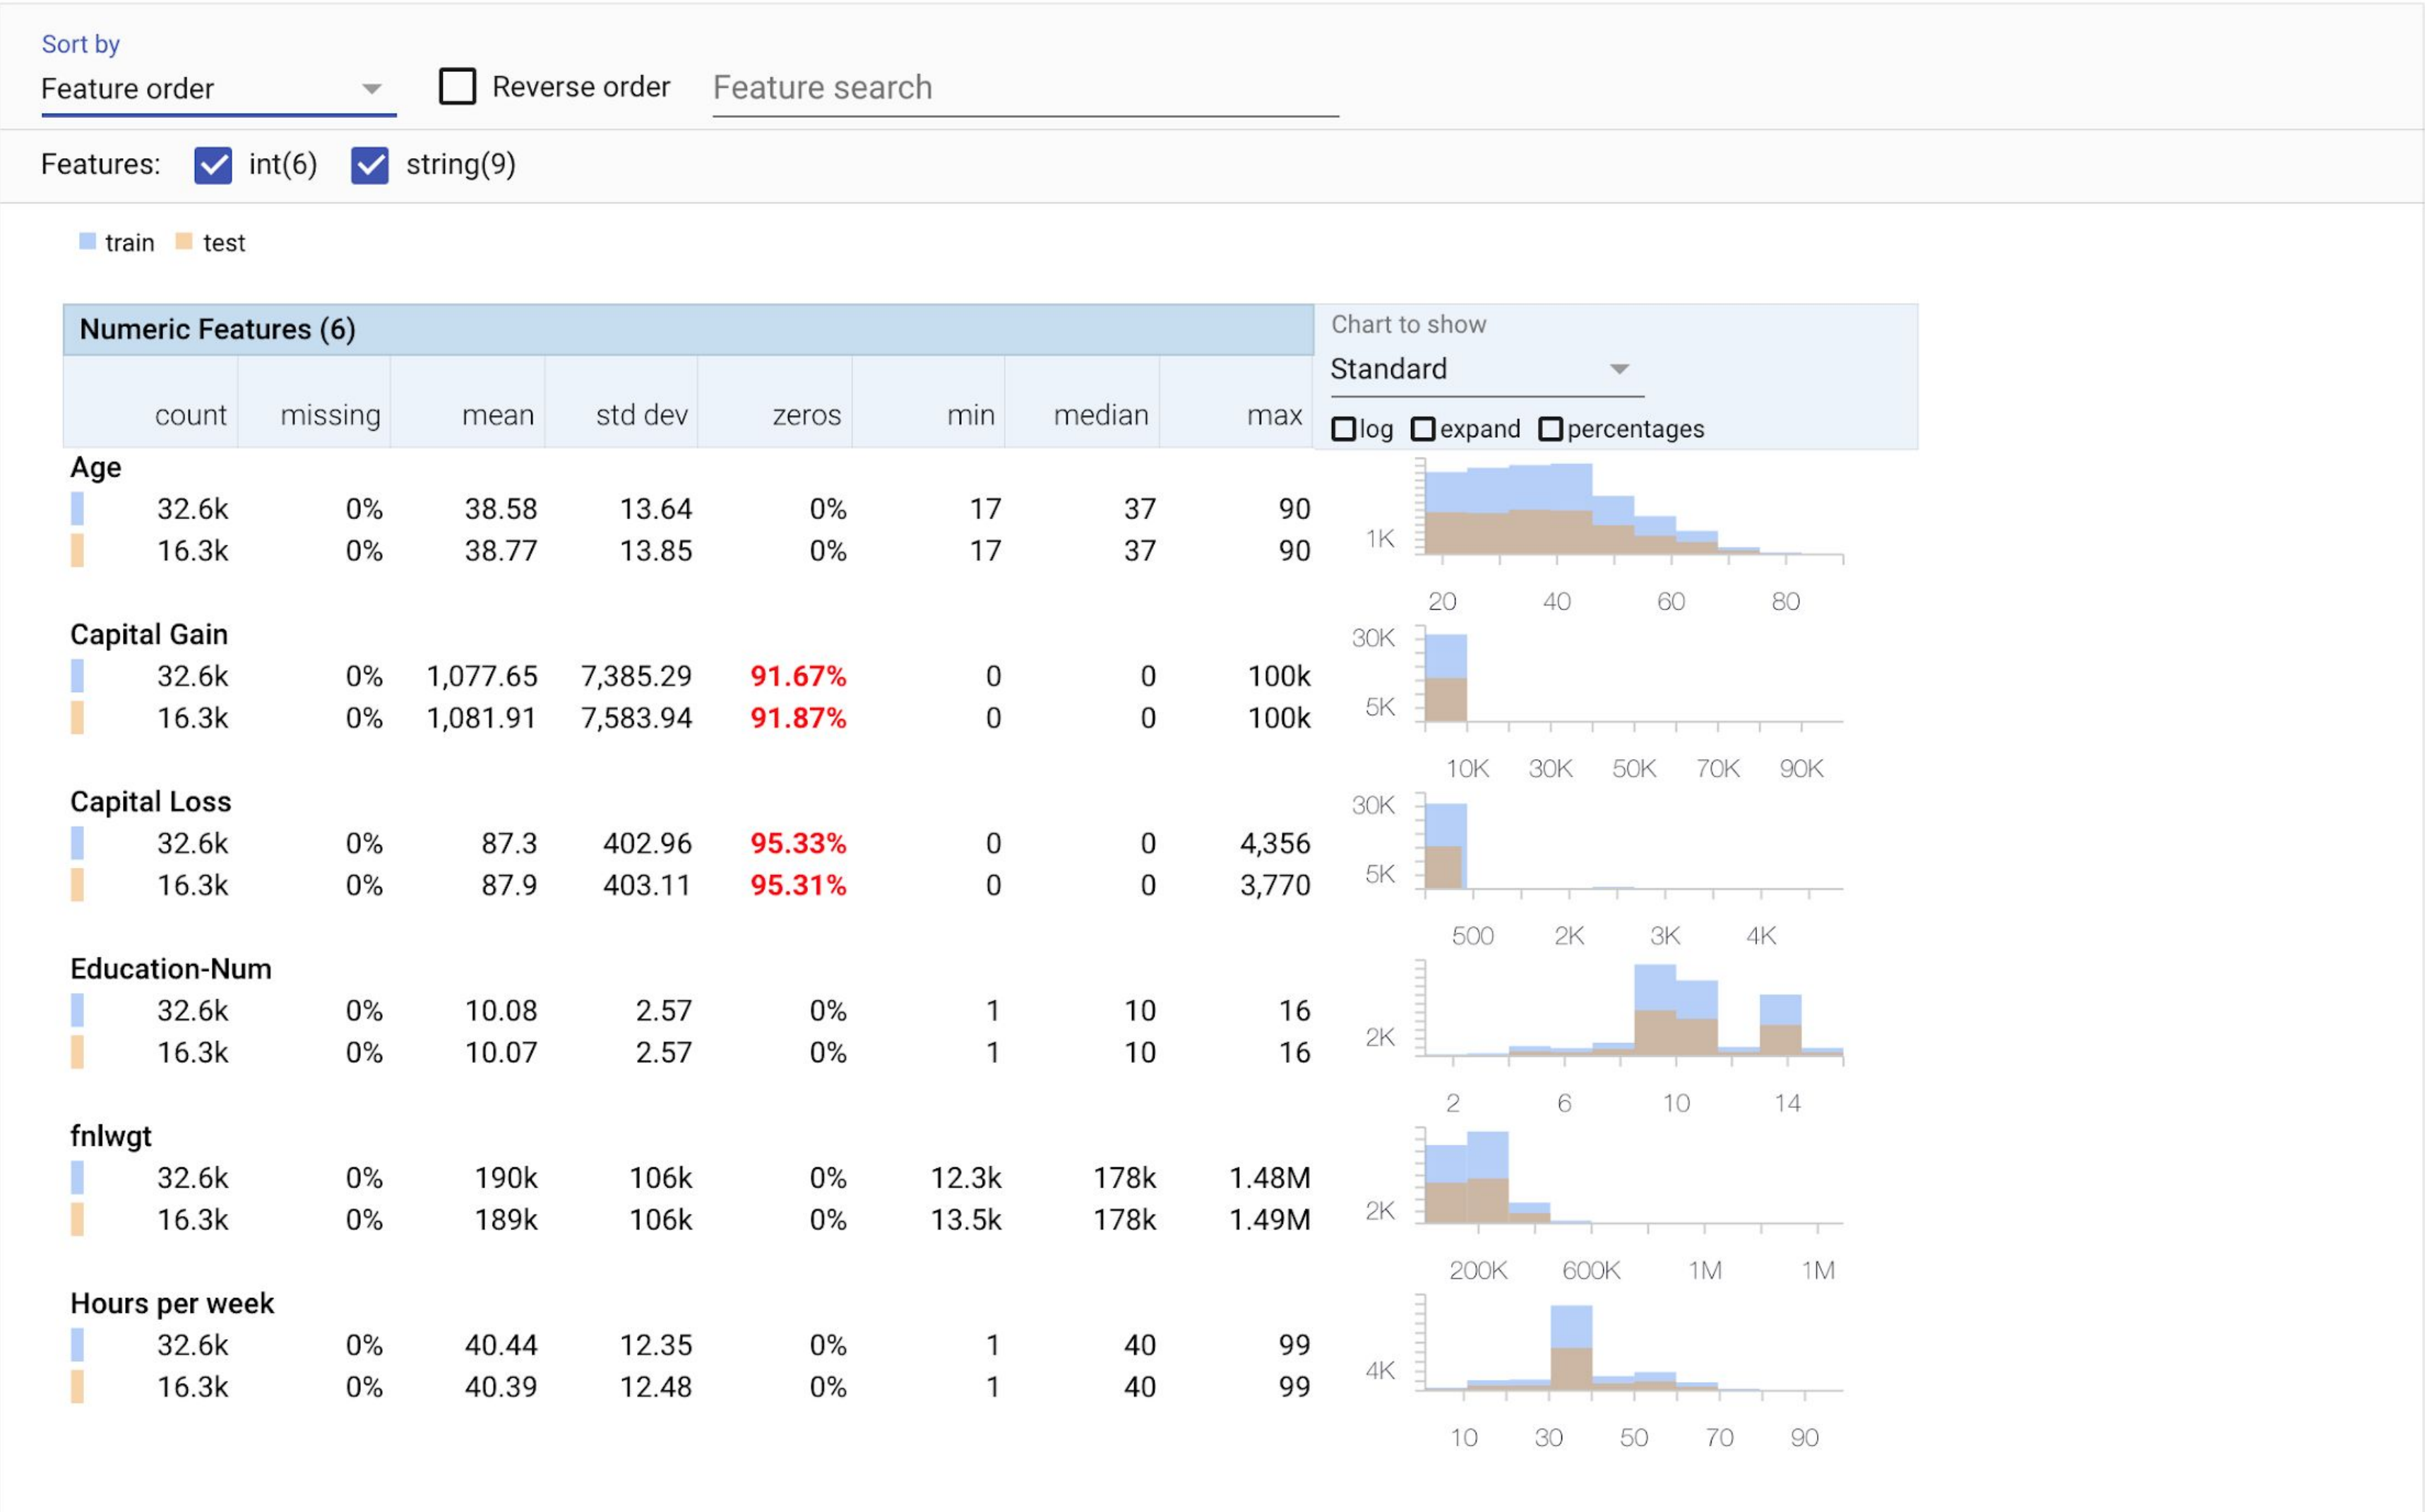 Sort by
Feature order Reverse order Feature search
Features: int(6) string(9)
train test
Numeric Features (6) Chart to show
Standard
count missing mean std dev zeros min median max
log expand percentages
Age
32.6k 0% 38.58 13.64 0% 17 37 90
16.3k 0% 38.77 13.85 0% 17 37 90
1K
20 40 60 80
Capital Gain
30K
32.6k 0% 1,077.65 7,385.29 91.67% 0 0 100k
16.3k 0% 1,081.91 7,583.94 91.87% 0 0 100k
5K
10K 30K 50K 70K 90K
Capital Loss
30K
32.6k 0% 87.3 402.96 95.33% 0 0 4,356
16.3k 0% 87.9 403.11 95.31% 0 0 3,770
5K
500 2K 3K 4K
Education-Num
32.6k 0% 10.08 2.57 0% 1 10 16
16.3k 0% 10.07 2.57 0% 1 10 16
2K
2 6 10 14
fnlwgt
32.6k 0% 190k 106k 0% 12.3k 178k 1.48M
16.3k 0% 189k 106k 0% 13.5k 178k 1.49M
2K
200K 600K 1M 1M
Hours per week
32.6k 0% 40.44 12.35 0% 1 40 99
16.3k 0% 40.39 12.48 0% 1 40 99
4K
10 30 50 70 90